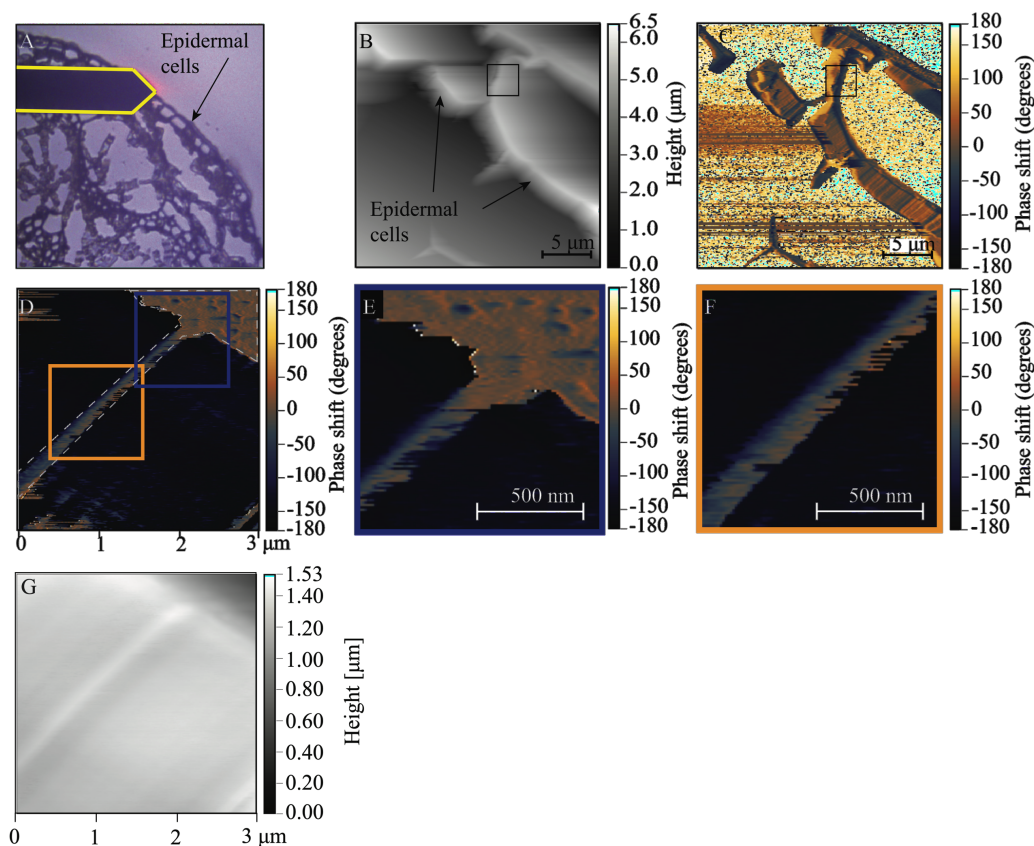 A
Epidermal
cells
B
Epidermal
cells
5 μm
6.5
6.0
5.0
4.0
3.0
2.0
1.0
0.0
Height (μm)
C
5 μm
180
150
100
50
0
-50
-100
-150
-180
Phase shift (degrees)
D
0 1 2 3 μm
180
150
100
50
0
-50
-100
-150
-180
Phase shift (degrees)
E
500 nm
180
150
100
50
0
-50
-100
-150
-180
Phase shift (degrees)
F
500 nm
180
150
100
50
0
-50
-100
-150
-180
Phase shift (degrees)
G
0 1 2 3 μm
1.53
1.40
1.20
1.00
0.80
0.60
0.40
0.20
0.00
Height [μm]